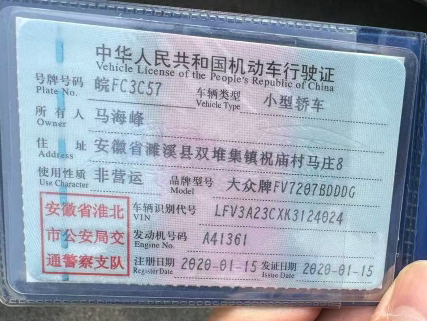 中华人民共和国机动车行驶证
Vehicle License of the People's Republic of China
号牌号码 皖FC3C57 车辆类型 小型轿车
Plate No. Vehicle Type
所有人 马海峰
Owner
住址 安徽省濉溪县双堆集镇祝庙村马庄8
Address
使用性质 非营运 品牌型号 大众牌FV7207BDDDG
Use Character Model
安徽省淮北 车辆识别代号 LFV3A23CXK3124024
VIN
市公安局交 发动机号码 A41361
Engine No.
通警察支队 注册日期 2020-01-15 发证日期 2020-01-15
Register Date Issue Date